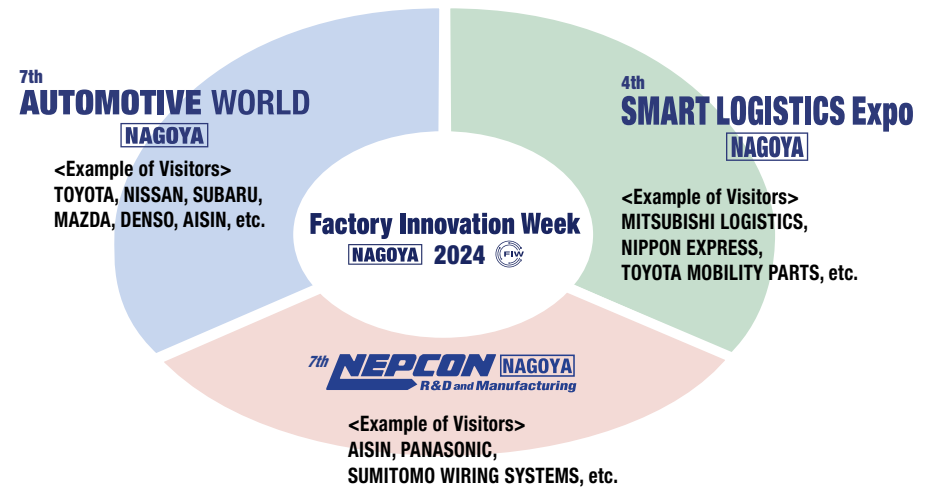 7th
AUTOMOTIVE WORLD
NAGOYA
<Example of Visitors>
TOYOTA, NISSAN, SUBARU,
MAZDA, DENSO, AISIN, etc.
4th
SMART LOGISTICS Expo
NAGOYA
<Example of Visitors>
MITSUBISHI LOGISTICS,
NIPPON EXPRESS,
TOYOTA MOBILITY PARTS, etc.
Factory Innovation Week
NAGOYA 2024 FIW
7th NEPCON NAGOYA
R&D and Manufacturing
<Example of Visitors>
AISIN, PANASONIC,
SUMITOMO WIRING SYSTEMS, etc.